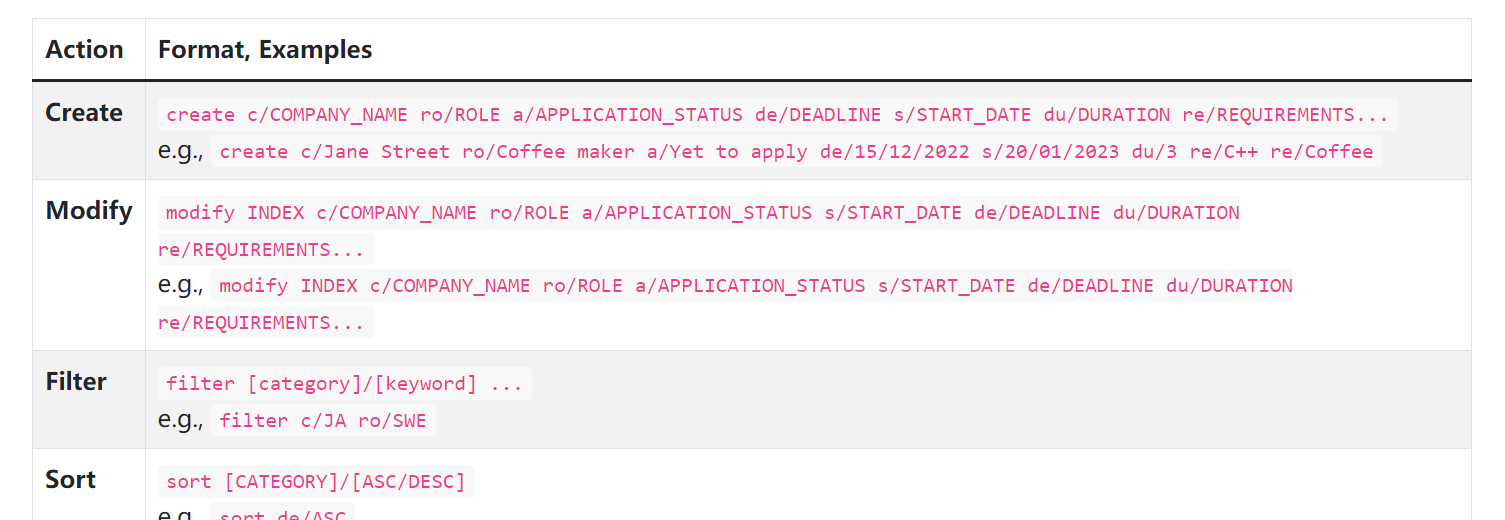 Action Format, Examples
Create create c/COMPANY_NAME ro/ROLE a/APPLICATION_STATUS de/DEADLINE s/START_DATE du/DURATION re/REQUIREMENTS...
e.g., create c/Jane Street ro/Coffee maker a/Yet to apply de/15/12/2022 s/20/01/2023 du/3 re/C++ re/Coffee
Modify modify INDEX c/COMPANY_NAME ro/ROLE a/APPLICATION_STATUS s/START_DATE de/DEADLINE du/DURATION
re/REQUIREMENTS...
e.g., modify INDEX c/COMPANY_NAME ro/ROLE a/APPLICATION_STATUS s/START_DATE de/DEADLINE du/DURATION
re/REQUIREMENTS...
Filter filter [category]/[keyword] ...
e.g., filter c/JA ro/SWE
Sort sort [CATEGORY]/[ASC/DESC]
e.g., sort de/ASC